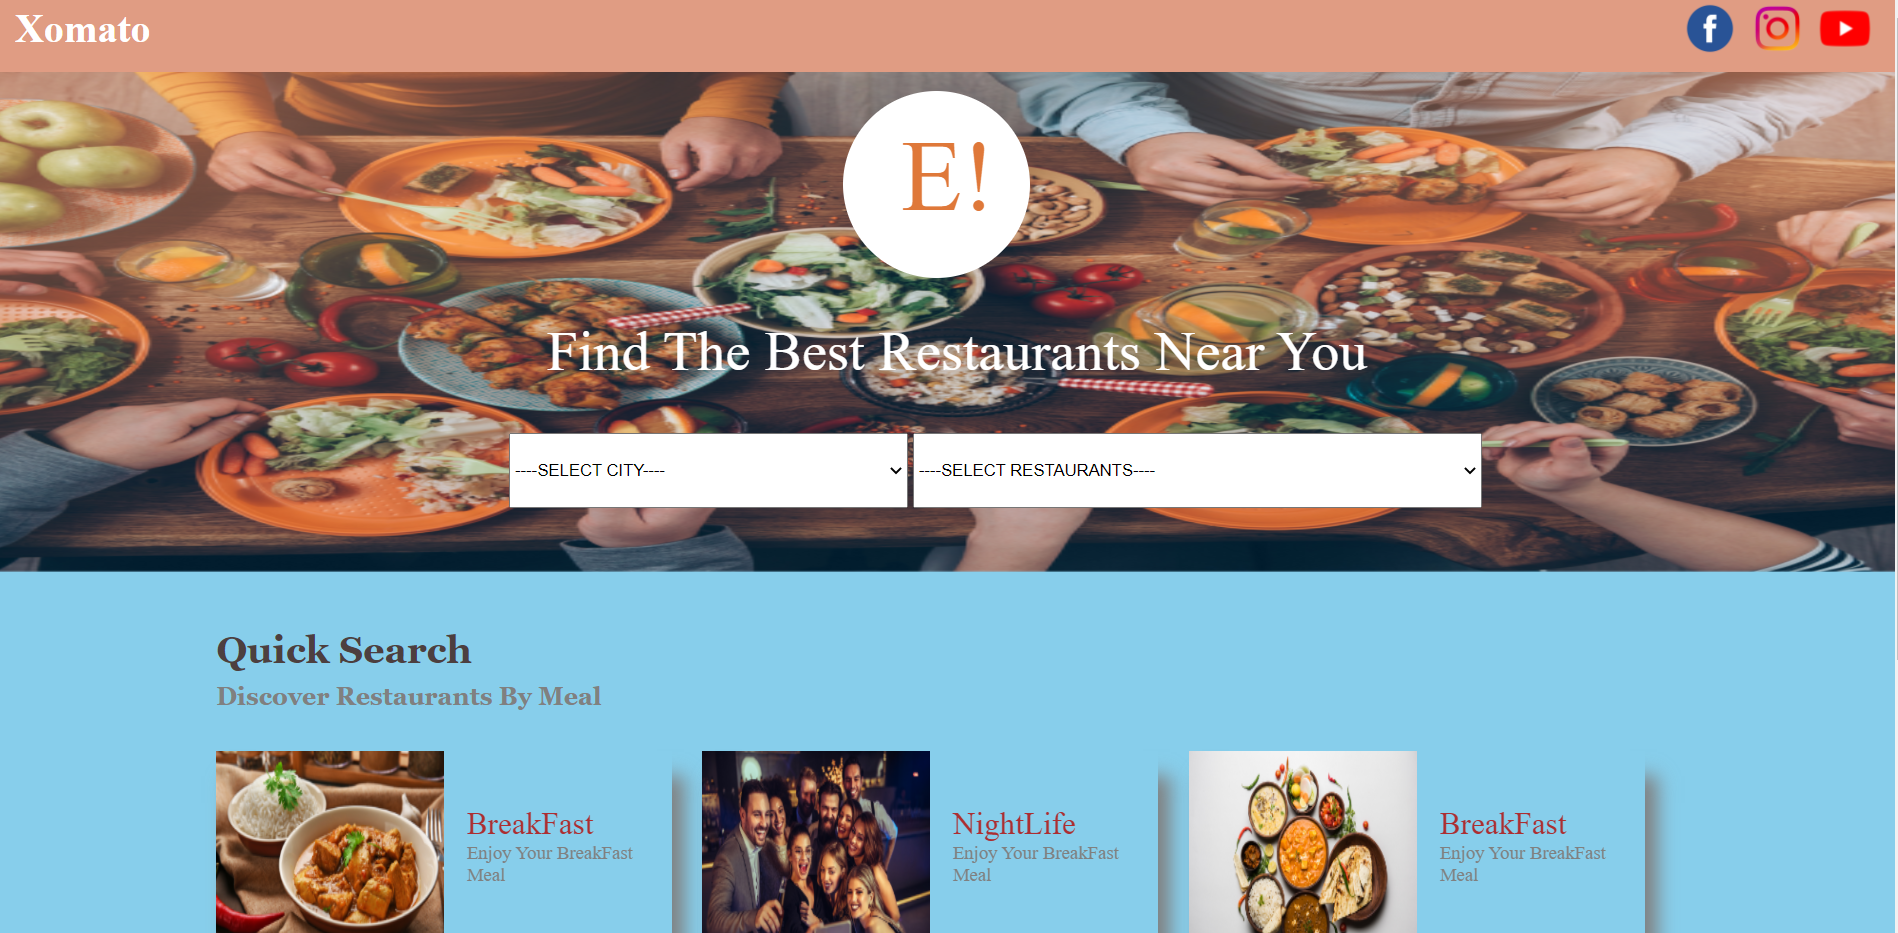 Xomato
E!
Find The Best Restaurants Near You
----SELECT CITY----
----SELECT RESTAURANTS----
Quick Search
Discover Restaurants By Meal
BreakFast
Enjoy Your BreakFast
Meal
NightLife
Enjoy Your BreakFast
Meal
BreakFast
Enjoy Your BreakFast
Meal